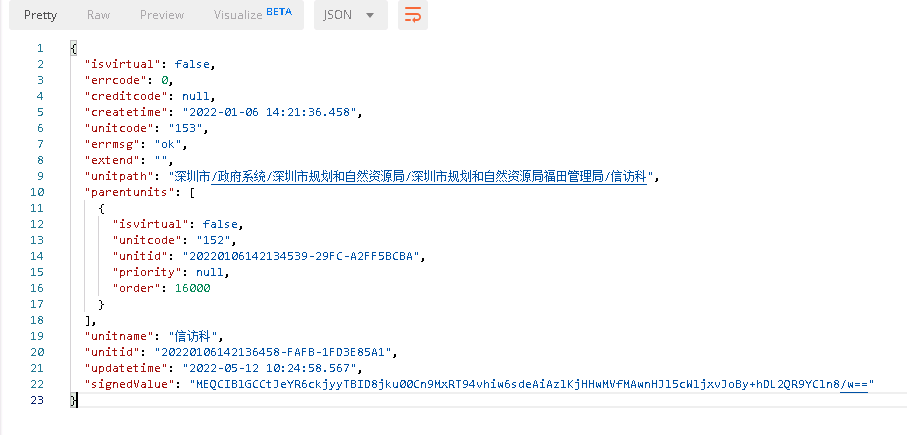 Pretty Raw Preview Visualize BETA JSON
1 {
2 "isvirtual": false,
3 "errcode": 0,
4 "creditcode": null,
5 "createtime": "2022-01-06 14:21:36.458",
6 "unitcode": "153",
7 "errmsg": "ok",
8 "extend": "",
9 "unitpath": "深圳市/政府系统/深圳市规划和自然资源局/深圳市规划和自然资源局福田管理局/信访科",
10 "parentunits": [
11 {
12 "isvirtual": false,
13 "unitcode": "152",
14 "unitid": "20220106142134539-29FC-A2FF5BCBA",
15 "priority": null,
16 "order": 16000
17 }
18 ],
19 "unitname": "信访科",
20 "unitid": "20220106142136458-FAFB-1FD3E85A1",
21 "updatetime": "2022-05-12 10:24:58.567",
22 "signedValue":
23 }